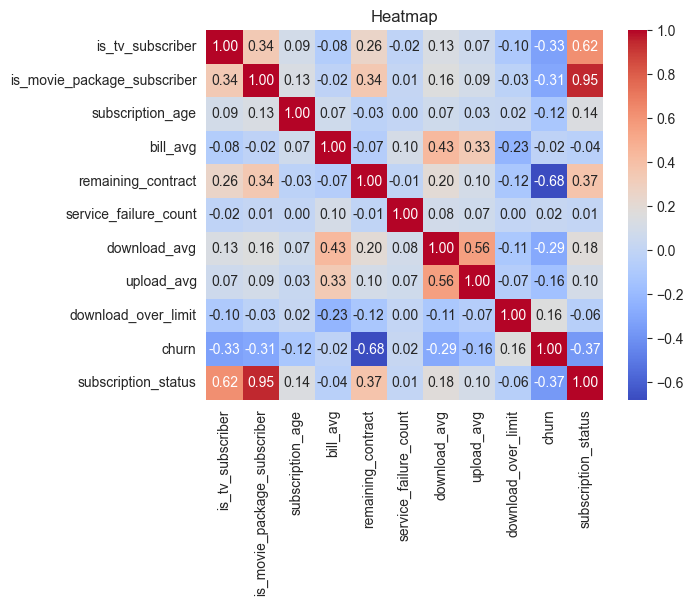 Heatmap
is_tv_subscriber 1.00 0.34 0.09 -0.08 0.26 -0.02 0.13 0.07 -0.10 -0.33 0.62
is_movie_package_subscriber 0.34 1.00 0.13 -0.02 0.34 0.01 0.16 0.09 -0.03 -0.31 0.95
subscription_age 0.09 0.13 1.00 0.07 -0.03 0.00 0.07 0.03 0.02 -0.12 0.14
bill_avg -0.08 -0.02 0.07 1.00 -0.07 0.10 0.43 0.33 -0.23 -0.02 -0.04
remaining_contract 0.26 0.34 -0.03 -0.07 1.00 -0.01 0.20 0.10 -0.12 -0.68 0.37
service_failure_count -0.02 0.01 0.00 0.10 -0.01 1.00 0.08 0.07 0.00 0.02 0.01
download_avg 0.13 0.16 0.07 0.43 0.20 0.08 1.00 0.56 -0.11 -0.29 0.18
upload_avg 0.07 0.09 0.03 0.33 0.10 0.07 0.56 1.00 -0.07 -0.16 0.10
download_over_limit -0.10 -0.03 0.02 -0.23 -0.12 0.00 -0.11 -0.07 1.00 0.16 -0.06
churn -0.33 -0.31 -0.12 -0.02 -0.68 0.02 -0.29 -0.16 0.16 1.00 -0.37
subscription_status 0.62 0.95 0.14 -0.04 0.37 0.01 0.18 0.10 -0.06 -0.37 1.00
is_tv_subscriber
is_movie_package_subscriber
subscription_age
bill_avg
remaining_contract
service_failure_count
download_avg
upload_avg
download_over_limit
churn
subscription_status
1.0
0.8
0.6
0.4
0.2
0.0
-0.2
-0.4
-0.6